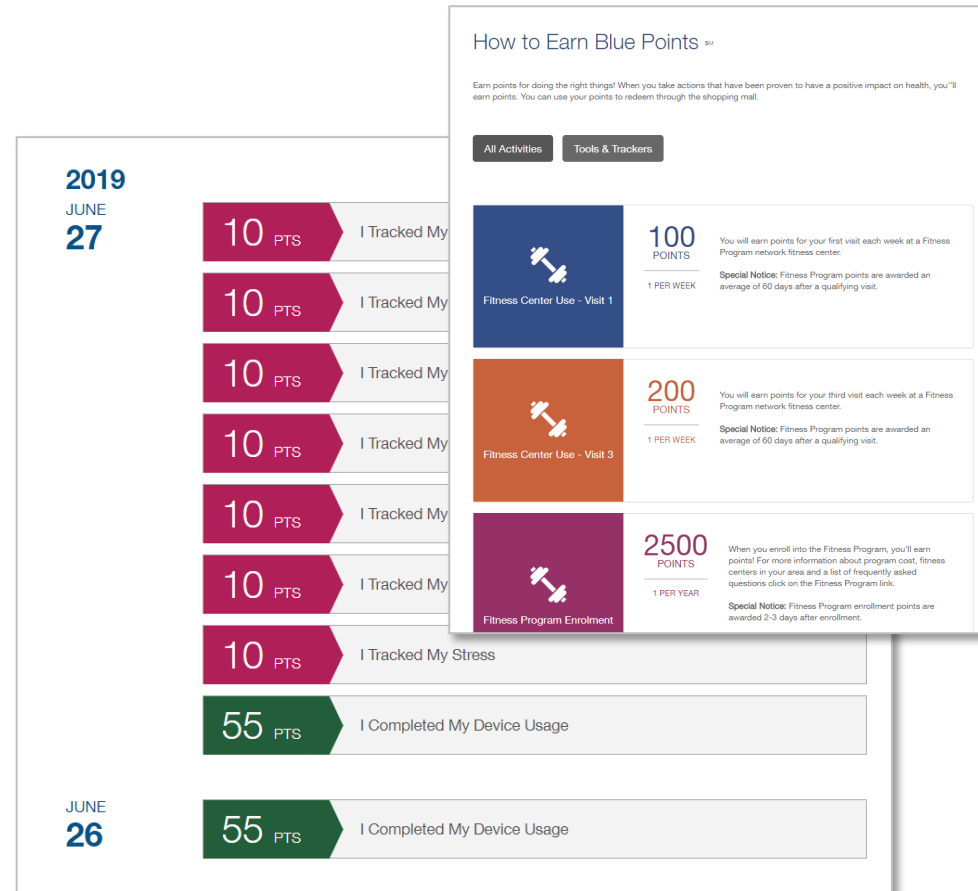 How to Earn Blue Points SM
Earn points for doing the right things! When you take actions that have been proven to have a positive impact on health, you''ll
earn points. You can use your points to redeem through the shopping mall.
All Activities
Tools & Trackers
Fitness Center Use - Visit 1
100
POINTS
1 PER WEEK
You will earn points for your first visit each week at a Fitness
Program network fitness center.
Special Notice: Fitness Program points are awarded an
average of 60 days after a qualifying visit.
Fitness Center Use - Visit 3
200
POINTS
1 PER WEEK
You will earn points for your third visit each week at a Fitness
Program network fitness center.
Special Notice: Fitness Program points are awarded an
average of 60 days after a qualifying visit.
Fitness Program Enrolment
2500
POINTS
1 PER YEAR
When you enroll into the Fitness Program, you'll earn
points! For more information about program cost, fitness
centers in your area and a list of frequently asked
questions click on the Fitness Program link.
Special Notice: Fitness Program enrollment points are
awarded 2-3 days after enrollment.
2019
JUNE
27
10 PTS I Tracked My
10 PTS I Tracked My
10 PTS I Tracked My
10 PTS I Tracked My
10 PTS I Tracked My
10 PTS I Tracked My
10 PTS I Tracked My Stress
55 PTS I Completed My Device Usage
JUNE
26
55 PTS I Completed My Device Usage